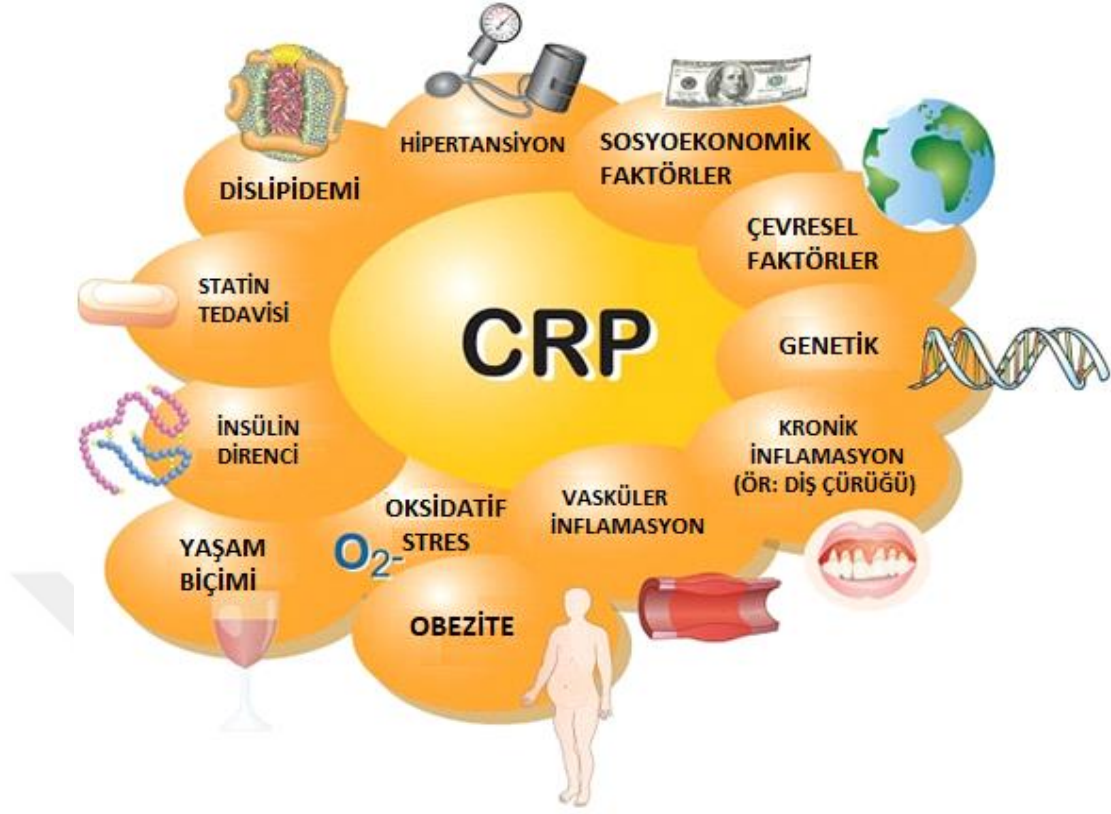 HİPERTANSİYON
SOSYOEKONOMİK
FAKTÖRLER
DİSLİPİDEMİ
ÇEVRESEL
FAKTÖRLER
STATİN
TEDAVİSİ
CRP
GENETİK
İNSÜLİN
DİRENCİ
KRONİK
İNFLAMASYON
(ÖR: DİŞ ÇÜRÜĞÜ)
OKSİDATİF
STRES
O2-
VASKÜLER
İNFLAMASYON
YAŞAM
BİÇİMİ
OBEZİTE